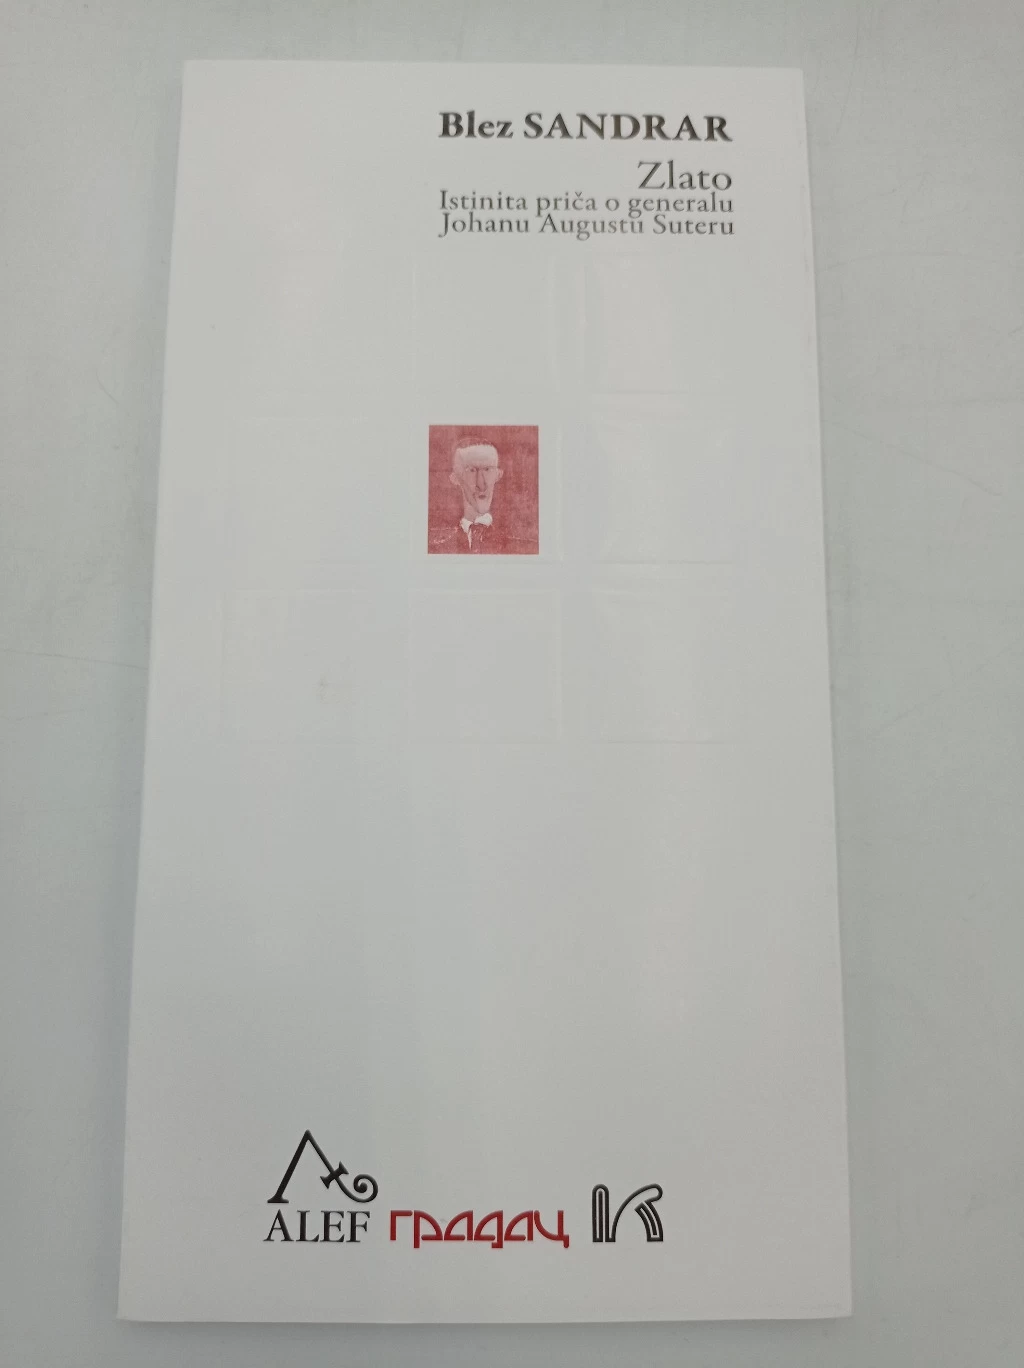 Blez SANDRAR
Zlato
Istinita priča o generalu
Johanu Augustu Suteru
ALEF
градац
K